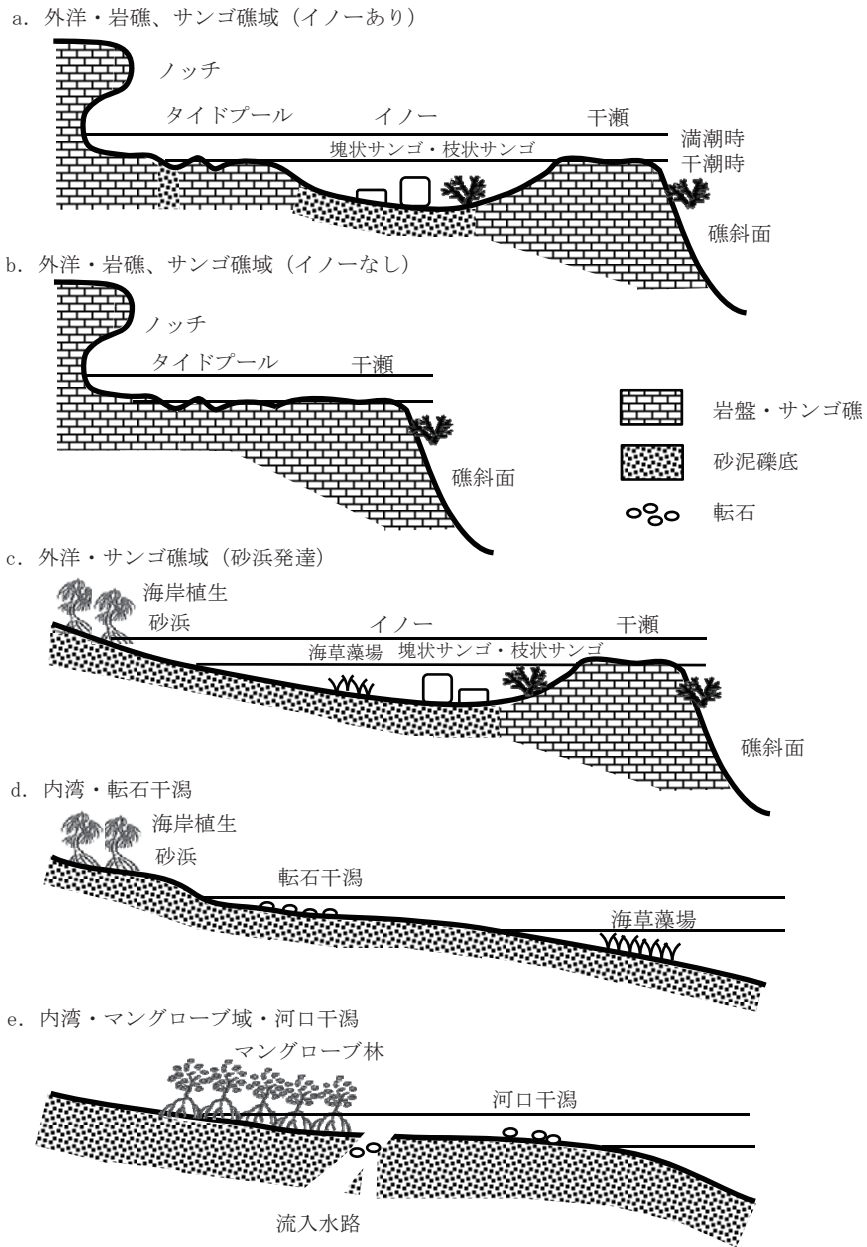 a. 外洋・岩礁、サンゴ礁域（イノーあり）
ノッチ
タイドプール イノー 干瀬
満潮時
塊状サンゴ・枝状サンゴ
干潮時
礁斜面
b. 外洋・岩礁、サンゴ礁域（イノーなし）
ノッチ
タイドプール 干瀬
礁斜面
岩盤・サンゴ礁
砂泥礫底
転石
c. 外洋・サンゴ礁域（砂浜発達）
海岸植生
砂浜 イノー 干瀬
海草藻場 塊状サンゴ・枝状サンゴ
礁斜面
d. 内湾・転石干潟
海岸植生
砂浜
転石干潟
海草藻場
e. 内湾・マングローブ域・河口干潟
マングローブ林
河口干潟
流入水路